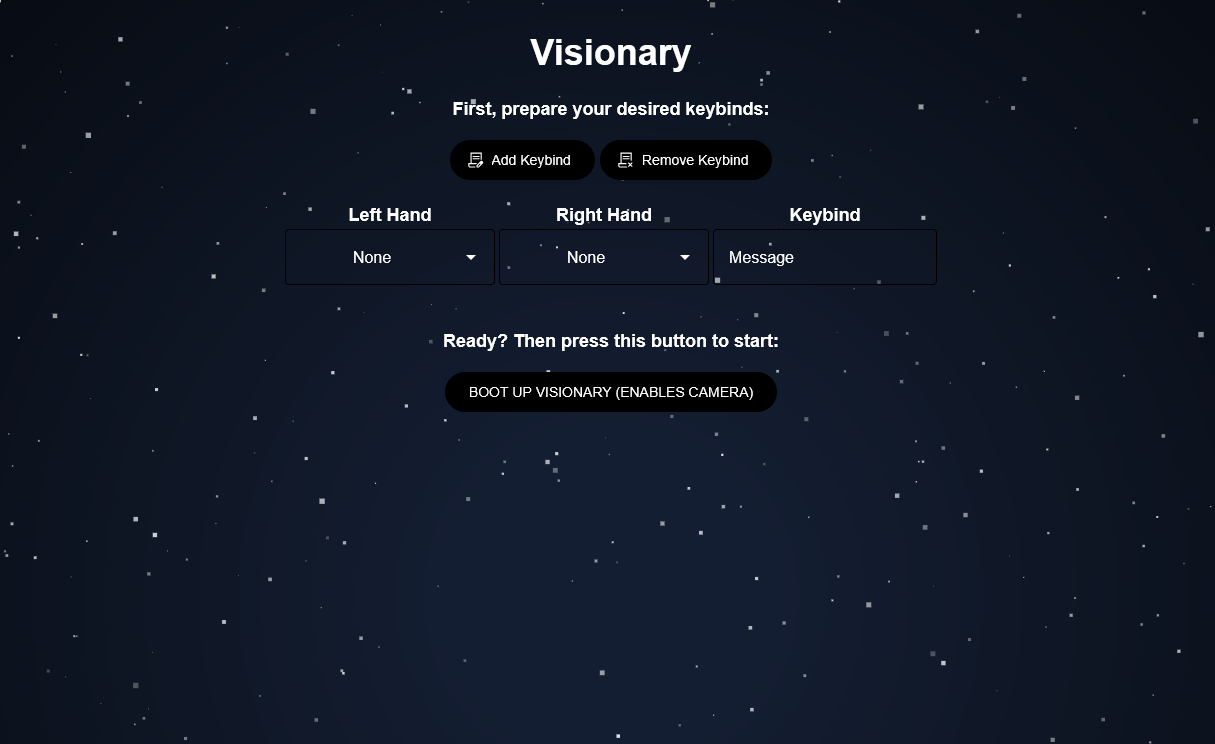 Visionary
First, prepare your desired keybinds:
Add Keybind Remove Keybind
Left Hand Right Hand Keybind
None None Message
Ready? Then press this button to start:
BOOT UP VISIONARY (ENABLES CAMERA)